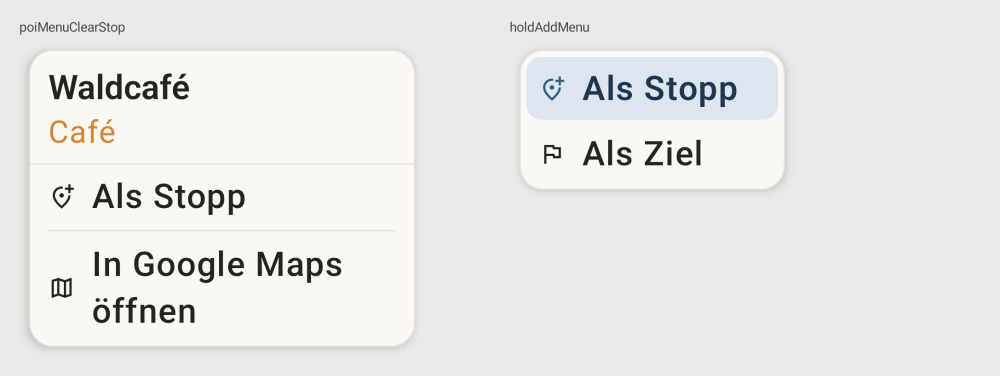 poiMenuClearStop
Waldcafé
Café
Als Stopp
In Google Maps
öffnen
holdAddMenu
Als Stopp
Als Ziel